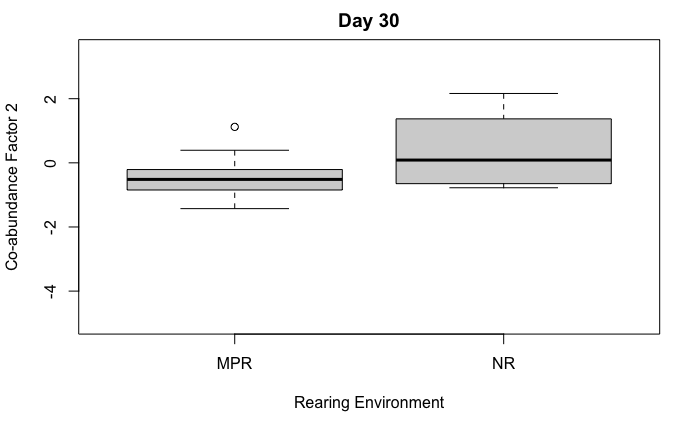 Day 30
Co-abundance Factor 2
2
0
-2
-4
MPR NR
Rearing Environment